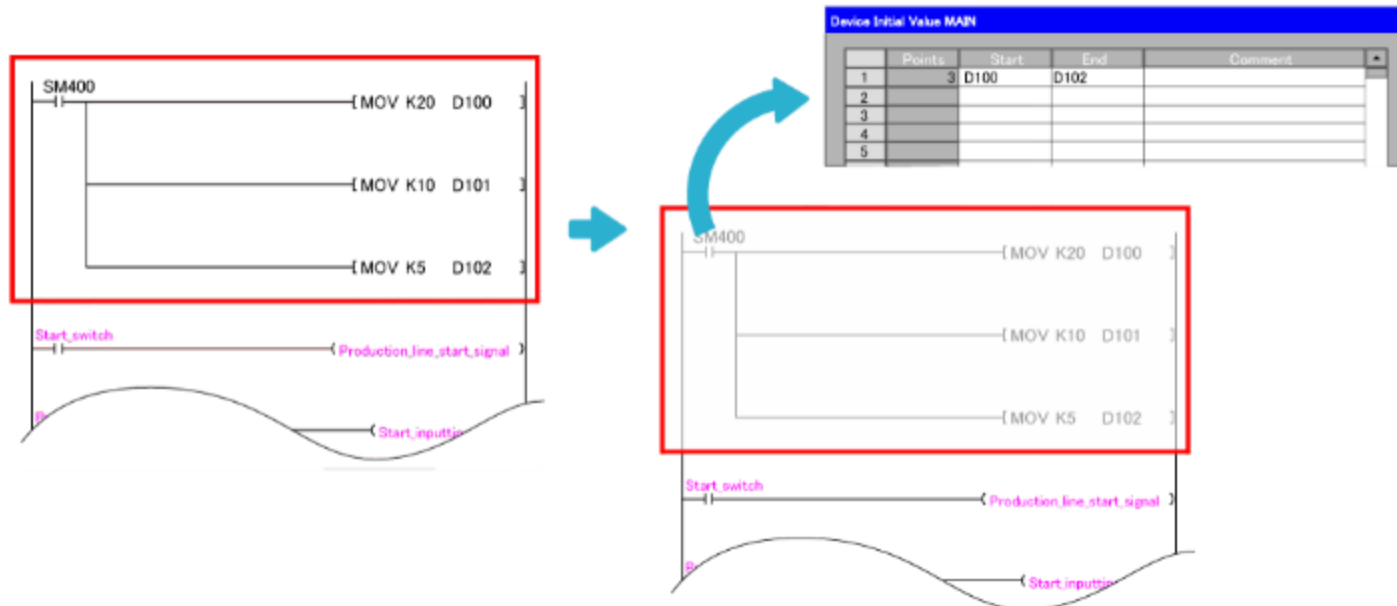 SM400
MOV K20 D100
MOV K10 D101
MOV K5 D102
Start_switch
Production_line_start_signal
Device Initial Value MAIN
Points Start End Comment
1 3 D100 D102
2
3
4
5
SM400
MOV K20 D100
MOV K10 D101
MOV K5 D102
Start_switch
Production_line_start_signal